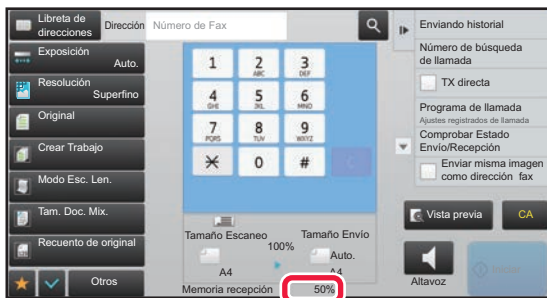 Libreta de
direcciones
Dirección
Número de Fax
Exposición
Auto.
Resolución
Superfino
Original
Crear Trabajo
Modo Esc. Len.
Tam. Doc. Mix.
Recuento de original
Otros
1
2
ABC
3
DEF
4
GHI
5
JKL
6
MNO
7
PQRS
8
TUV
9
WXYZ
0
#
C
Tamaño Escaneo
100%
Tamaño Envío
Auto.
A4
A4
Memoria recepción
50%
Enviando historial
Número de búsqueda
de llamada
TX directa
Programa de llamada
Ajustes registrados de llamada
Comprobar Estado
Envío/Recepción
Enviar misma imagen
como dirección fax
Vista previa
CA
Altavoz